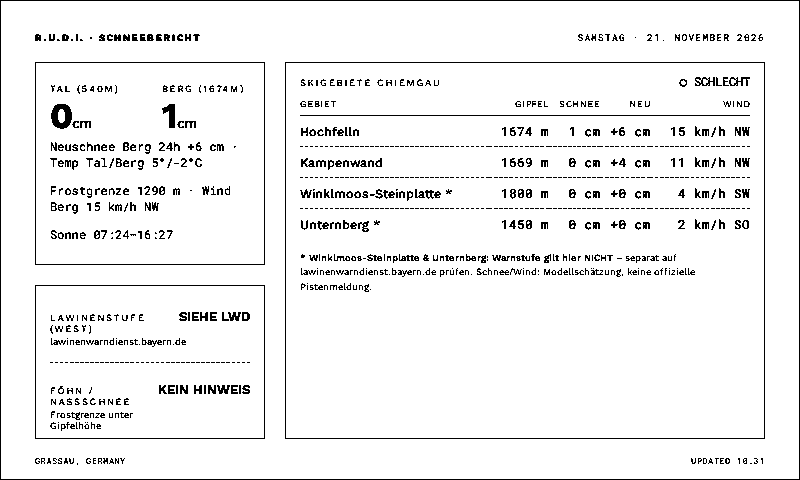 R.U.D.I. · SCHNEEBERICHT
SAMSTAG · 21. NOVEMBER 2026
TAL (540M)
BERG (1674M)
0cm
1cm
Neuschnee Berg 24h +6 cm ·
Temp Tal/Berg 5°/-2°C
Frostgrenze 1290 m · Wind
Berg 15 km/h NW
Sonne 07:24–16:27
LAWINENSTUFE
(WEST)
SIEHE LWD
lawinenwarndienst.bayern.de
FÖHN /
NASSSCHNEE
KEIN HINWEIS
Frostgrenze unter
Gipfelhöhe
SKIGEBIETE CHIEMGAU
O SCHLECHT
GEBIET GIPFEL SCHNEE NEU WIND
Hochfelln 1674 m 1 cm +6 cm 15 km/h NW
Kampenwand 1669 m 0 cm +4 cm 11 km/h NW
Winklmoos-Steinplatte * 1800 m 0 cm +0 cm 4 km/h SW
Unternberg * 1450 m 0 cm +0 cm 2 km/h SO
* Winklmoos-Steinplatte & Unternberg: Warnstufe gilt hier NICHT – separat auf
lawinenwarndienst.bayern.de prüfen. Schnee/Wind: Modellschätzung, keine offizielle
Pistenmeldung.
GRASSAU, GERMANY
UPDATED 10.31